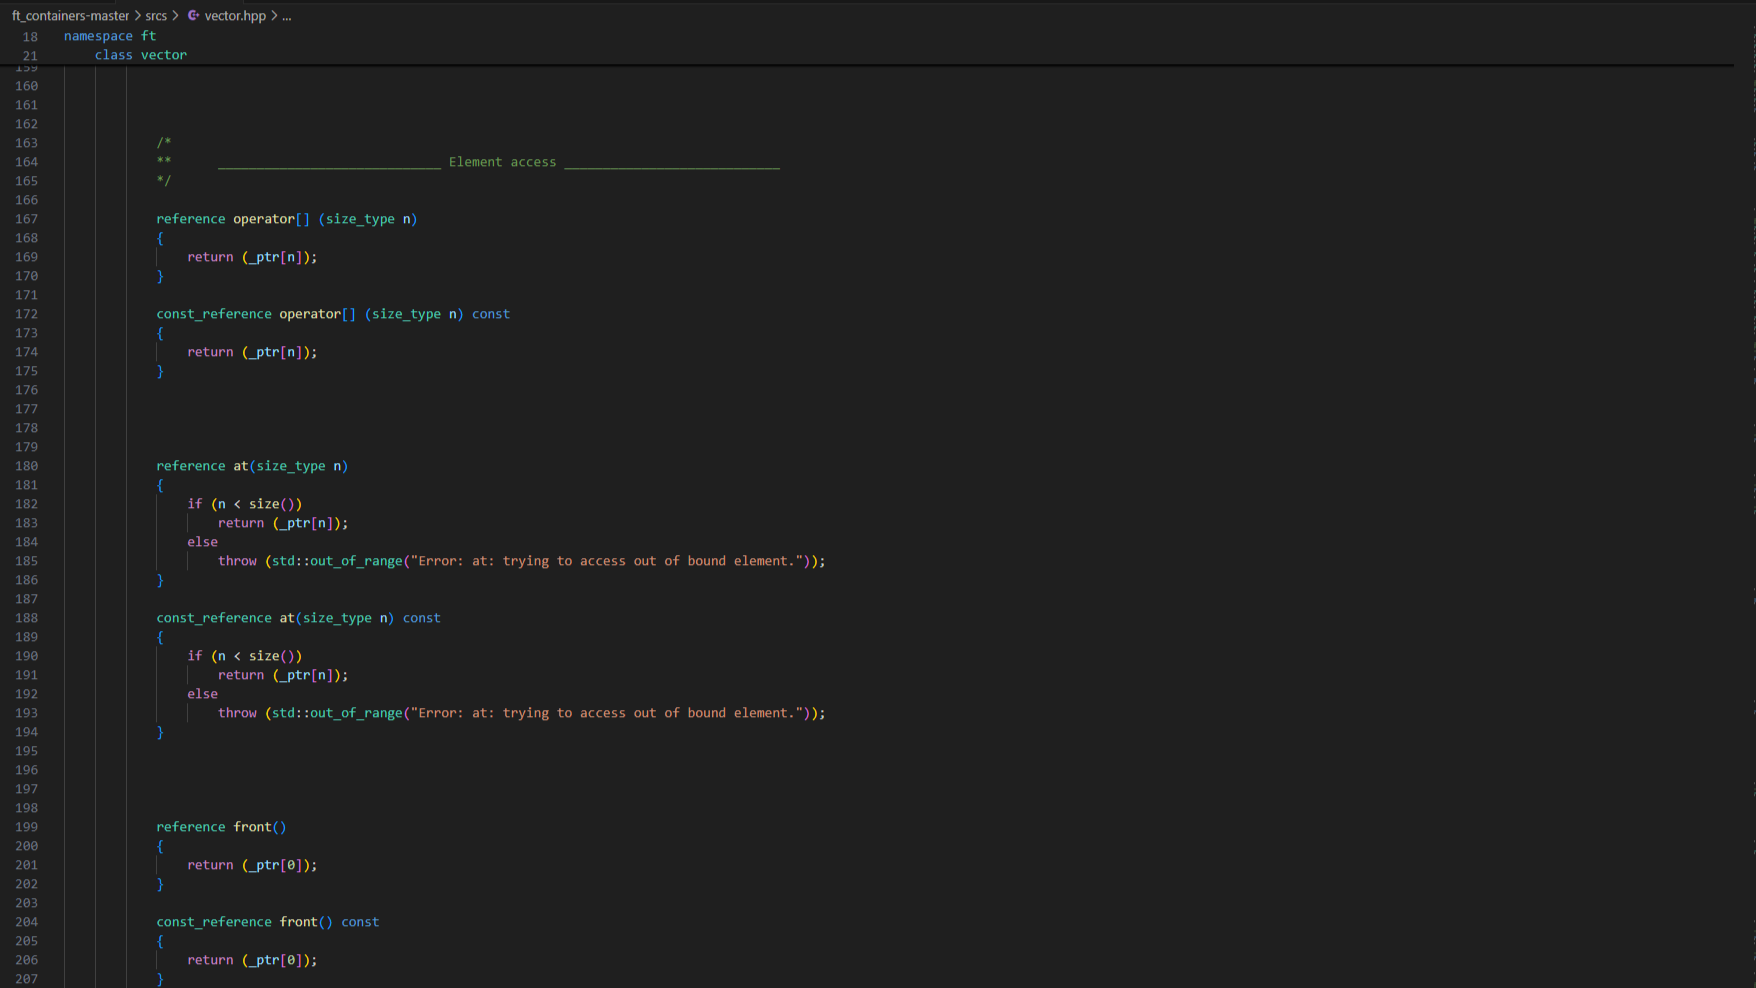 ft_containers-master > srcs > vector.hpp > ...
18 namespace ft
21 class vector
159
160
161
162
163 /*
164 ** _____________________________ Element access ____________________________
165 */
166
167 reference operator[] (size_type n)
168 {
169 return (_ptr[n]);
170 }
171
172 const_reference operator[] (size_type n) const
173 {
174 return (_ptr[n]);
175 }
176
177
178
179
180 reference at(size_type n)
181 {
182 if (n < size())
183 return (_ptr[n]);
184 else
185 throw (std::out_of_range("Error: at: trying to access out of bound element."));
186 }
187
188 const_reference at(size_type n) const
189 {
190 if (n < size())
191 return (_ptr[n]);
192 else
193 throw (std::out_of_range("Error: at: trying to access out of bound element."));
194 }
195
196
197
198
199 reference front()
200 {
201 return (_ptr[0]);
202 }
203
204 const_reference front() const
205 {
206 return (_ptr[0]);
207 }